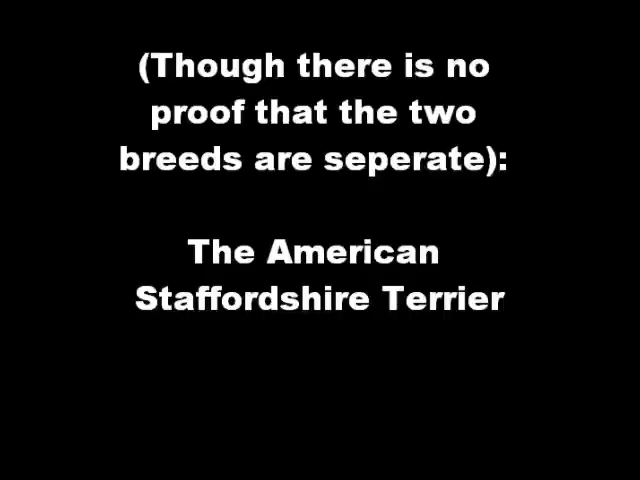 (Though there is no
proof that the two
breeds are seperate):
The American
Staffordshire Terrier